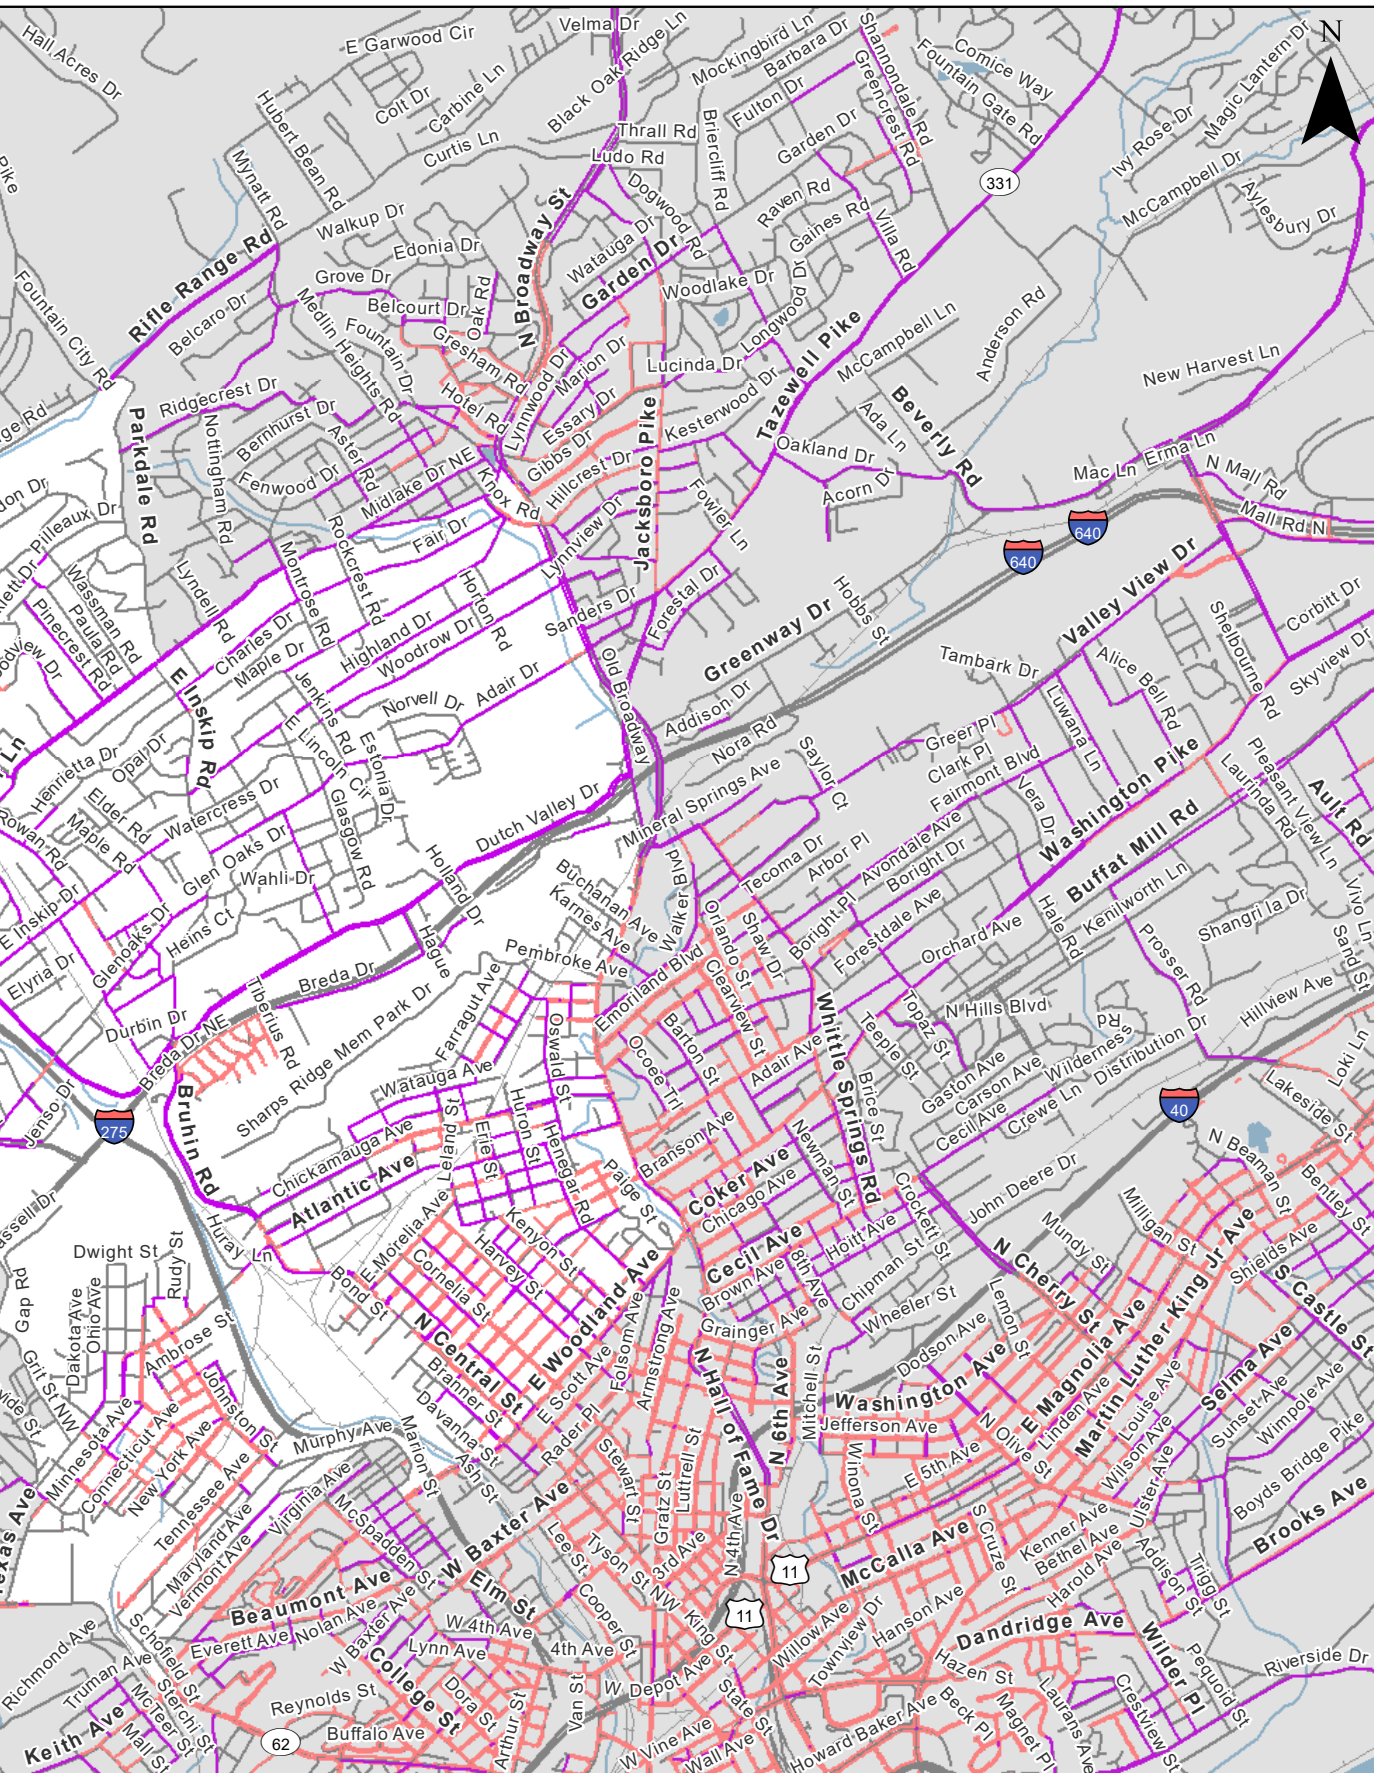 Hall Acres Dr
E Garwood Cir
Velma Dr
Black Oak Ridge Ln
Mockingbird Ln
Barbara Dr
Shannondale Rd
Fountain Gate Rd
Comice Way
Magic Lantern Dr
N
Hubert Bean Rd
Colt Dr
Carbine Ln
Curtis Ln
Thrall Rd
Ludo Rd
Briercliff Rd
Fulton Dr
Garden Dr
Greencrest Rd
Ivy Rose Dr
McCampbell Dr
Aylesbury Dr
331
Pike
Mynatt Rd
Walkup Dr
Edonia Dr
Dogwood Rd
Raven Rd
Gaines Rd
Villa Rd
N Broadway St
Watauga Dr
Garden Dr
Woodlake Dr
Longwood Dr
Rifle Range Rd
Grove Dr
Belcourt Dr
Oak Rd
Fountain City Rd
Belcaro Dr
Medlin Heights Rd
Fountain Dr
Gresham Rd
Lynnwood Dr
Marion Dr
Lucinda Dr
Tazewell Pike
McCampbell Ln
Anderson Rd
New Harvest Ln
Beverly Rd
Ada Ln
ge Rd
Parkdale Rd
Ridgecrest Dr
Nottingham Rd
Bernhurst Dr
Aster Rd
Hotel Rd
Essary Dr
Gibbs Dr
Hillcrest Dr
Jacksboro Pike
Kesterwood Dr
Oakland Dr
Acorn Dr
Mac Ln
Erma Ln
N Mall Rd
Mall Rd N
Fenwood Dr
Midlake Dr NE
Knox Rd
Fowler Ln
640
640
don Dr
Pilleaux Dr
Rockcrest Rd
Fair Dr
Lynnview Dr
Valley View Dr
Wassman Rd
Paula Rd
Pinecrest Rd
Lyndell Rd
Montrose Rd
Horton Rd
Sanders Dr
Forestal Dr
Greenway Dr
Hobbs St
Shelbourne Rd
Corbitt Dr
Skyview Dr
Charles Dr
Maple Dr
Highland Dr
Woodrow Dr
Tambark Dr
Alice Bell Rd
E Inskip Rd
Jenkins Rd
E Lincoln Cir
Norvell Dr
Adair Dr
Old Broadway
Addison Dr
Nora Rd
Luwana Ln
Ln
Henrietta Dr
Opal Dr
Estonia Dr
Glasgow Rd
Dutch Valley Dr
Mineral Springs Ave
Saylor Ct
Greer Pl
Clark Pl
Fairmont Blvd
Vera Dr
Washington Pike
Pleasant View Ln
Laurinda Rd
Ault Rd
Rowan Rd
Elder Rd
Maple Rd
Watercress Dr
Glen Oaks Dr
Wahli Dr
Holland Dr
Tecoma Dr
Arbor Pl
Avondale Ave
Boright Dr
Buffat Mill Rd
Kenilworth Ln
Vivo Ln
E Inskip Dr
Elyria Dr
Glenoaks Dr
Heins Ct
Hague
Buchanan Ave
Karnes Ave
Walker Blvd
Orlando St
Shaw Dr
Boright Pl
Forestdale Ave
Orchard Ave
Hale Rd
Prosser Rd
Shangri la Dr
Sand St
Durbin Dr
Breda Dr NE
Tiberius Rd
Breda Dr
Pembroke Ave
Emoriland Blvd
Clearview St
Whittle Springs Rd
Topaz St
N Hills Blvd
Hillview Ave
Sharps Ridge Mem Park Dr
Farragut Ave
Oswald St
Ocoee Trl
Barton St
Adair Ave
Teeple St
Gaston Ave
Carson Ave
Wilderness Rd
Distribution Dr
Loki Ln
Jenso Dr
275
Bruhin Rd
Watauga Ave
Huron St
Henegar Rd
Brice St
Cecil Ave
Crewe Ln
40
Lakeside St
Chickamauga Ave
Leland St
Erie St
Branson Ave
Newman St
N Beaman St
Atlantic Ave
Paige St
Coker Ave
Chicago Ave
Crockett St
John Deere Dr
Bentley St
assell Dr
Huray Ln
E Morelia Ave
Kenyon St
Harvey St
Cecil Ave
Hoitt Ave
Brown Ave
8th Ave
Chipman St
Wheeler St
N Cherry St
Mundy St
Milligan St
Shields Ave
S Castle St
Gap Rd
Dwight St
Rudy St
Dakota Ave
Ohio Ave
Bond St
Cornelia St
N Central St
E Woodland Ave
Folsom Ave
Armstrong Ave
Grainger Ave
Lemon St
Dodson Ave
Ambrose St
Grit St NW
Johnston St
Branner St
Davanna St
E Scott Ave
Rader Pl
N Hall of Fame Dr
N 6th Ave
Mitchell St
Washington Ave
Jefferson Ave
E Magnolia Ave
Martin Luther King Jr Ave
Linden Ave
Louise Ave
Selma Ave
Sunset Ave
Wimpole Ave
Minnesota Ave
Connecticut Ave
New York Ave
Murphy Ave
Marion St
Ash St
Stewart St
Luttrell St
Gratz St
N Olive St
Wilson Ave
Boyds Bridge Pike
Tennessee Ave
Virginia Ave
McSpadden St
E 5th Ave
Winona St
Ulster Ave
Brooks Ave
Texas Ave
Maryland Ave
Vermont Ave
W Baxter Ave
Elm St
Lee St
Tyson St NW
3rd Ave
N 4th Ave
11
McCalla Ave
S Cruze St
Kenner Ave
Bethel Ave
Harold Ave
Addison St
Trigg St
Beaumont Ave
Everett Ave
Nolan Ave
W Baxter Ave
W 4th Ave
4th Ave
Cooper St
King St
11
Willow Ave
Townview Dr
Hanson Ave
Dandridge Ave
Richmond Ave
Truman Ave
Schofield St
Lynn Ave
College St
Wilder Pl
Pequold St
Riverside Dr
Keith Ave
McTeer St
Mall St
Sterchi St
Reynolds St
Buffalo Ave
62
Dora St
Arthur St
Van St
W Depot Ave
State St
W Vine Ave
Wall Ave
Howard Baker Ave
Hazen St
Beck Pl
Magnet Pl
Laurans Ave
Crestview St